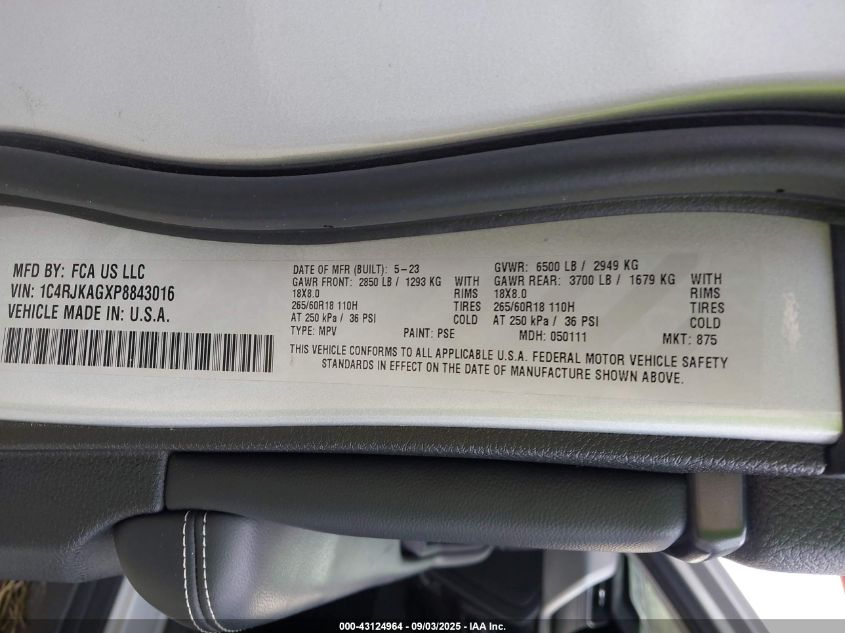 MFD BY: FCA US LLC
VIN: 1C4RJKAGXP8843016
VEHICLE MADE IN: U.S.A.
DATE OF MFR (BUILT): 5-23
GAWR FRONT: 2850 LB / 1293 KG WITH
18X8.0 RIMS
265/60R18 110H TIRES
AT 250 kPa / 36 PSI COLD
TYPE: MPV PAINT: PSE
GVWR: 6500 LB / 2949 KG
GAWR REAR: 3700 LB / 1679 KG WITH
18X8.0 RIMS
265/60R18 110H TIRES
AT 250 kPa / 36 PSI COLD
MDH: 050111 MKT: 875
THIS VEHICLE CONFORMS TO ALL APPLICABLE U.S.A. FEDERAL MOTOR VEHICLE SAFETY
STANDARDS IN EFFECT ON THE DATE OF MANUFACTURE SHOWN ABOVE.
000-43124964 - 09/03/2025 - IAA Inc.